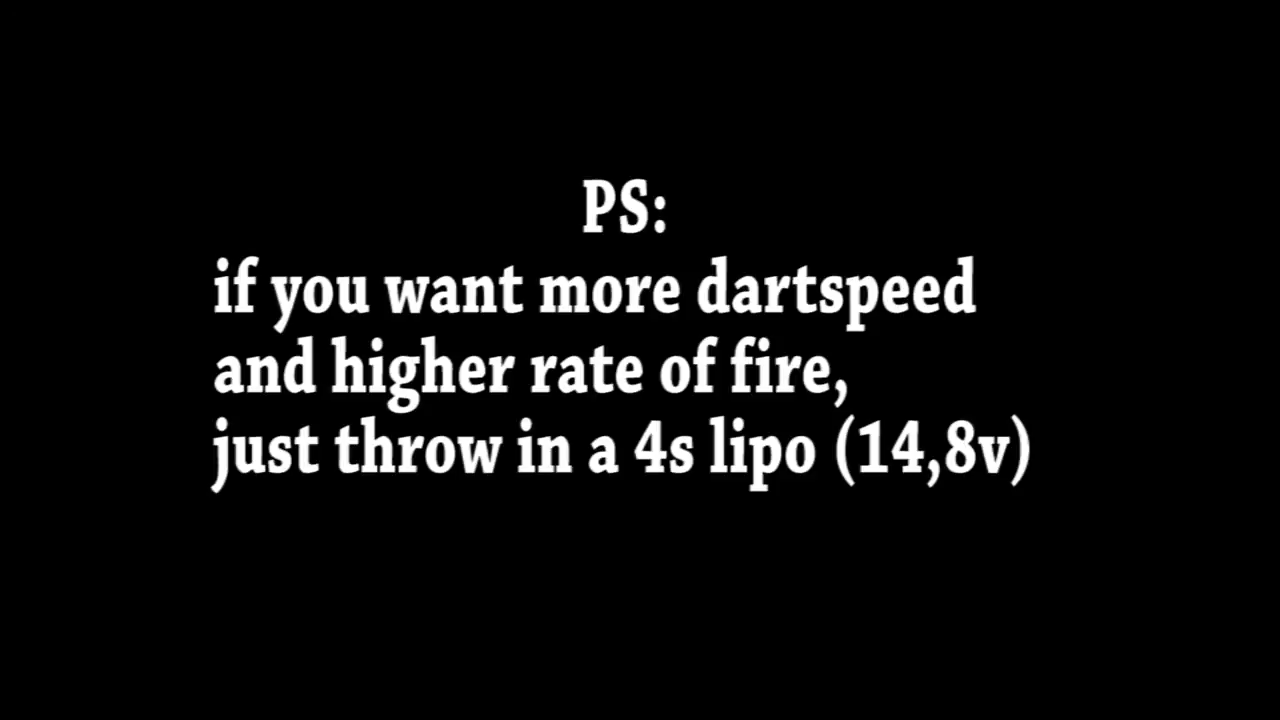 PS:
if you want more dartspeed
and higher rate of fire,
just throw in a 4s lipo (14,8v)